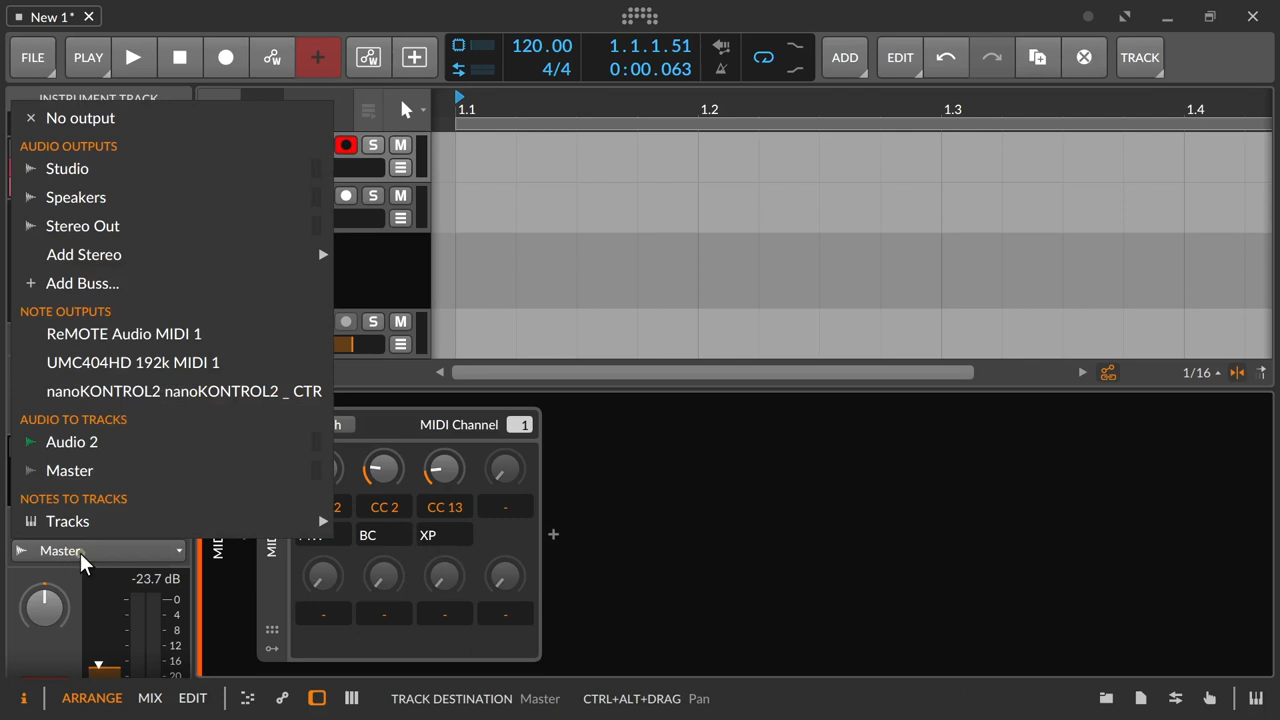 New 1*
FILE
PLAY
120.00
4/4
1.1.1.51
0:00.063
ADD
EDIT
TRACK
INSTRUMENT TRACK
1.1
1.2
1.3
1.4
No output
AUDIO OUTPUTS
Studio
Speakers
Stereo Out
Add Stereo
Add Buss...
NOTE OUTPUTS
ReMOTE Audio MIDI 1
UMC404HD 192k MIDI 1
nanoKONTROL2 nanoKONTROL2 _ CTR
AUDIO TO TRACKS
Audio 2
Master
NOTES TO TRACKS
Tracks
S M
S M
S M
1/16
MIDI Channel 1
CC 2
CC 13
-
BC
XP
- - - -
MIDI
Master
-23.7 dB
0
4
8
12
16
20
ARRANGE
MIX
EDIT
TRACK DESTINATION Master
CTRL+ALT+DRAG Pan